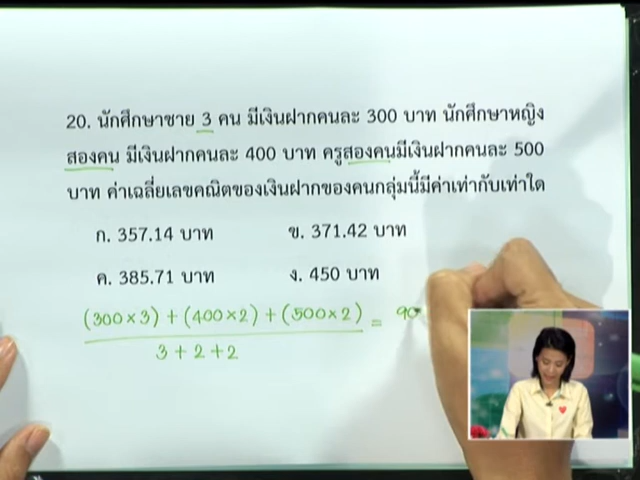 20. นักศึกษาชาย 3 คน มีเงินฝากคนละ 300 บาท นักศึกษาหญิง
สองคน มีเงินฝากคนละ 400 บาท ครูสองคนมีเงินฝากคนละ 500
บาท ค่าเฉลี่ยเลขคณิตของเงินฝากของคนกลุ่มนี้มีค่าเท่ากับเท่าใด
ก. 357.14 บาท ข. 371.42 บาท
ค. 385.71 บาท ง. 450 บาท
(300×3) + (400×2) + (500×2) = 90
3 + 2 + 2